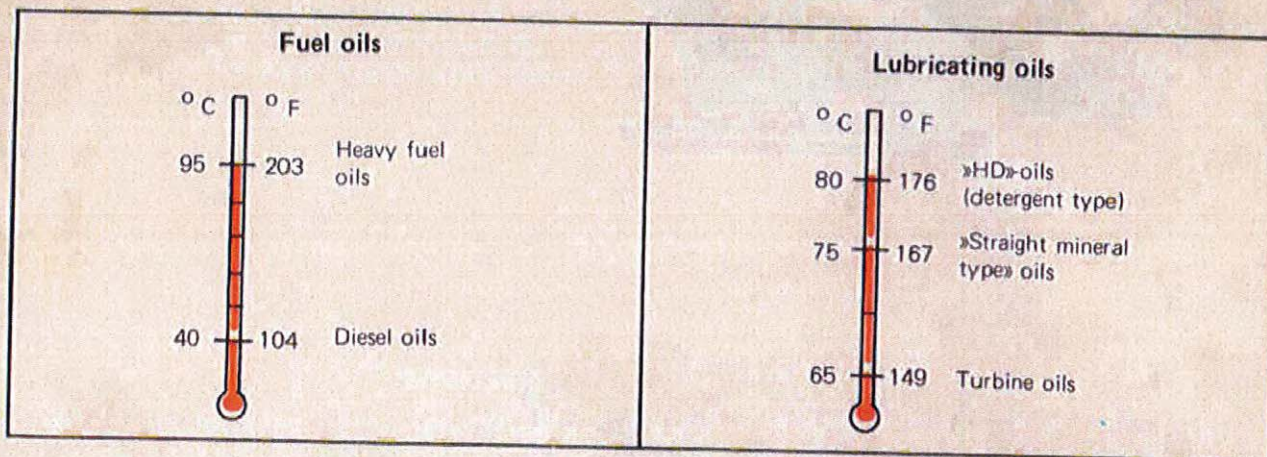 Fuel oils
°C °F
95 203 Heavy fuel
oils
40 104 Diesel oils
Lubricating oils
°C °F
80 176 »HD»-oils
(detergent type)
75 167 »Straight mineral
type» oils
65 149 Turbine oils